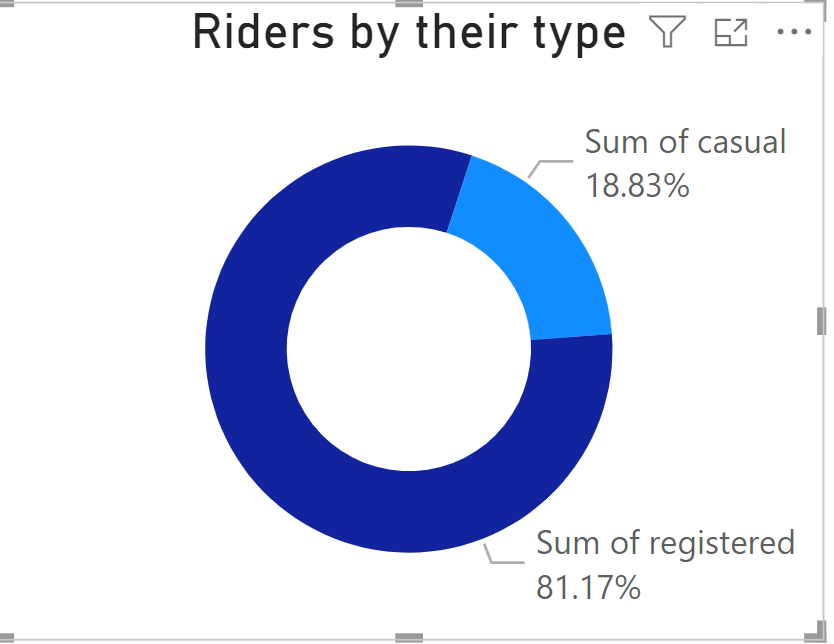 Riders by their type
Sum of casual
18.83%
Sum of registered
81.17%